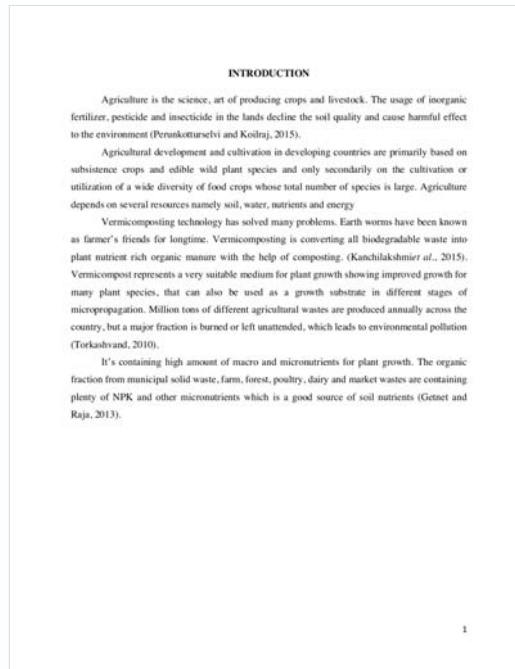 INTRODUCTION
Agriculture is the science, art of producing crops and livestock. The usage of inorganic
fertilizer, pesticide and insecticide in the lands decline the soil quality and cause harmful effect
to the environment (Perunkotturselvi and Koilraj, 2015).
Agricultural development and cultivation in developing countries are primarily based on
subsistence crops and edible wild plant species and only secondarily on the cultivation or
utilization of a wide diversity of food crops whose total number of species is large. Agriculture
depends on several resources namely soil, water, nutrients and energy
Vermicomposting technology has solved many problems. Earth worms have been known
as farmer's friends for longtime. Vermicomposting is converting all biodegradable waste into
plant nutrient rich organic manure with the help of composting. (Kanchilakshmiet al., 2015).
Vermicompost represents a very suitable medium for plant growth showing improved growth for
many plant species, that can also be used as a growth substrate in different stages of
micropropagation. Million tons of different agricultural wastes are produced annually across the
country, but a major fraction is burned or left unattended, which leads to environmental pollution
(Torkashvand, 2010).
It's containing high amount of macro and micronutrients for plant growth. The organic
fraction from municipal solid waste, farm, forest, poultry, dairy and market wastes are containing
plenty of NPK and other micronutrients which is a good source of soil nutrients (Getnet and
Raja, 2013).
1